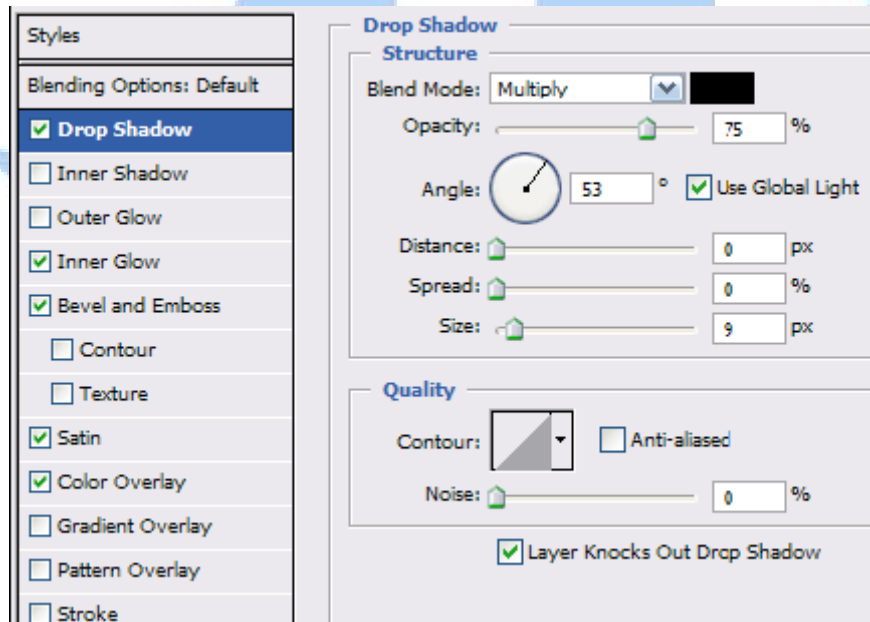 Styles
Blending Options: Default
Drop Shadow
Inner Shadow
Outer Glow
Inner Glow
Bevel and Emboss
Contour
Texture
Satin
Color Overlay
Gradient Overlay
Pattern Overlay
Stroke
Drop Shadow
Structure
Blend Mode: Multiply
Opacity: 75 %
Angle: 53 ° Use Global Light
Distance: 0 px
Spread: 0 %
Size: 9 px
Quality
Contour: Anti-aliased
Noise: 0 %
Layer Knocks Out Drop Shadow